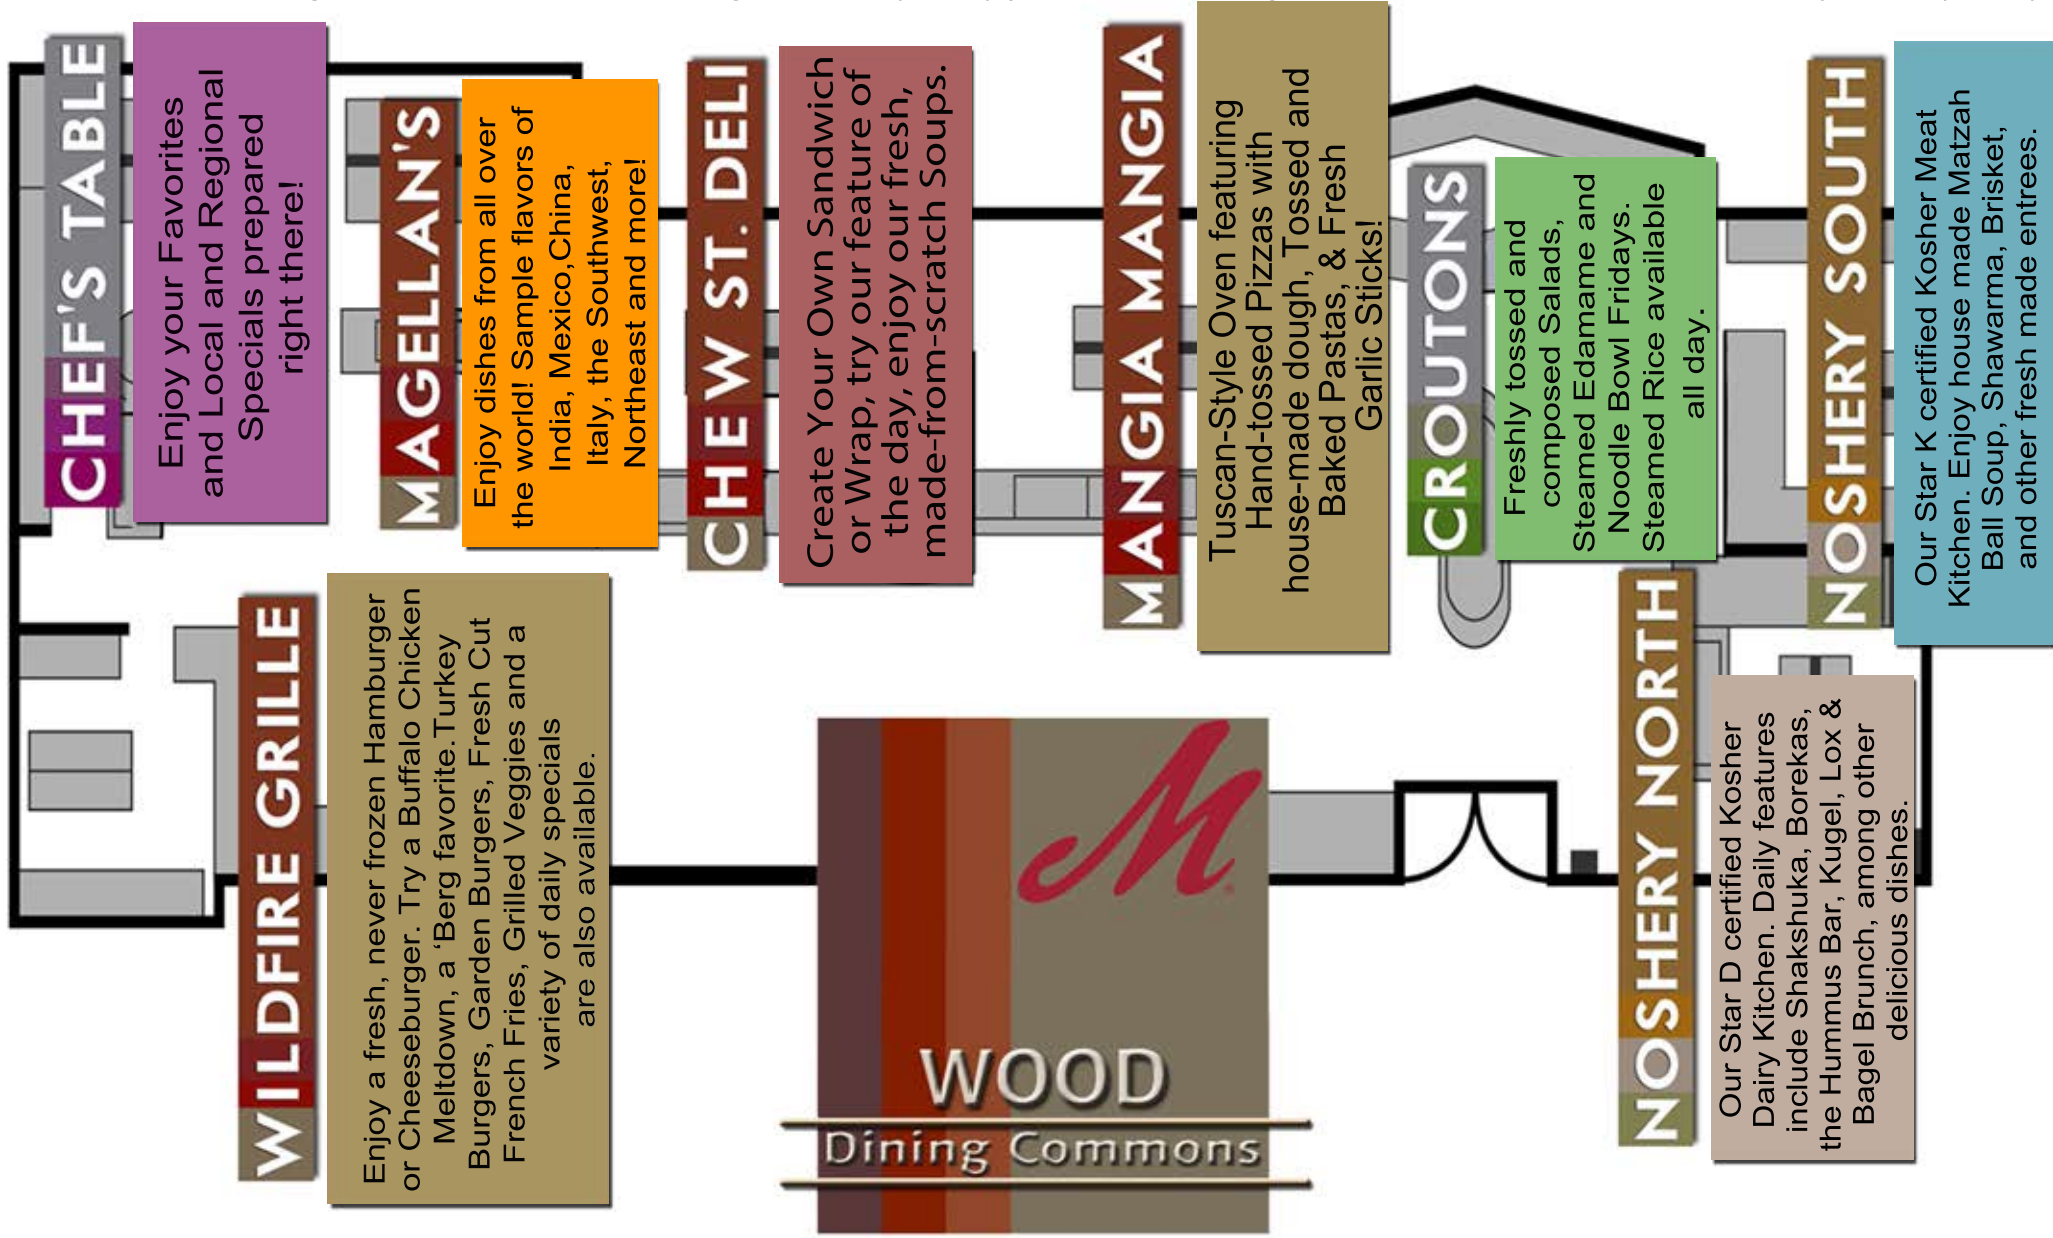 CHEF'S TABLE
Enjoy your Favorites
and Local and Regional
Specials prepared
right there!
MAGELLAN'S
Enjoy dishes from all over
the world! Sample flavors of
India, Mexico,China,
Italy, the Southwest,
Northeast and more!
CHEW ST. DELI
Create Your Own Sandwich
or Wrap, try our feature of
the day, enjoy our fresh,
made-from-scratch Soups.
MANGIA MANGIA
Tuscan-Style Oven featuring
Hand-tossed Pizzas with
house-made dough, Tossed and
Baked Pastas, & Fresh
Garlic Sticks!
CROUTONS
Freshly tossed and
composed Salads,
Steamed Edamame and
Noodle Bowl Fridays.
Steamed Rice available
all day.
NOSHERY SOUTH
Our Star K certified Kosher Meat
Kitchen. Enjoy house made Matzah
Ball Soup, Shawarma, Brisket,
and other fresh made entrees.
WILDFIRE GRILLE
Enjoy a fresh, never frozen Hamburger
or Cheeseburger. Try a Buffalo Chicken
Meltdown, a ‘Berg favorite.Turkey
Burgers, Garden Burgers, Fresh Cut
French Fries, Grilled Veggies and a
variety of daily specials
are also available.
M
WOOD
Dining Commons
NOSHERY NORTH
Our Star D certified Kosher
Dairy Kitchen. Daily features
include Shakshuka, Borekas,
the Hummus Bar, Kugel, Lox &
Bagel Brunch, among other
delicious dishes.